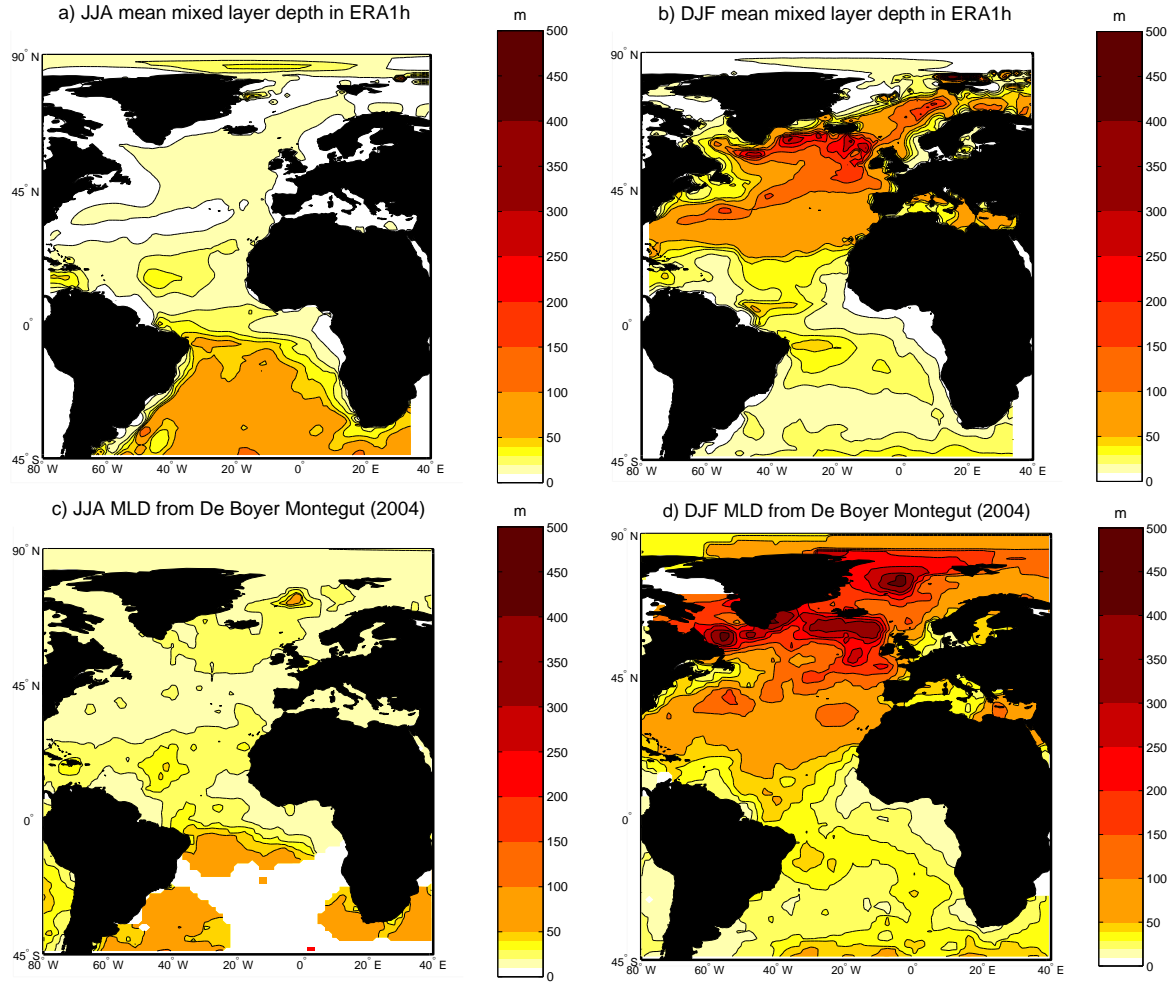 a) JJA mean mixed layer depth in ERA1h
m
500
450
400
350
300
250
200
150
100
50
0
90° N
45° N
0°
45° S
80° W
60° W
40° W
20° W
0°
20° E
40° E
b) DJF mean mixed layer depth in ERA1h
m
500
450
400
350
300
250
200
150
100
50
0
90° N
45° N
0°
45° S
80° W
60° W
40° W
20° W
0°
20° E
40° E
c) JJA MLD from De Boyer Montegut (2004)
m
500
450
400
350
300
250
200
150
100
50
0
90° N
45° N
0°
45° S
80° W
60° W
40° W
20° W
0°
20° E
40° E
d) DJF MLD from De Boyer Montegut (2004)
m
500
450
400
350
300
250
200
150
100
50
0
90° N
45° N
0°
45° S
80° W
60° W
40° W
20° W
0°
20° E
40° E